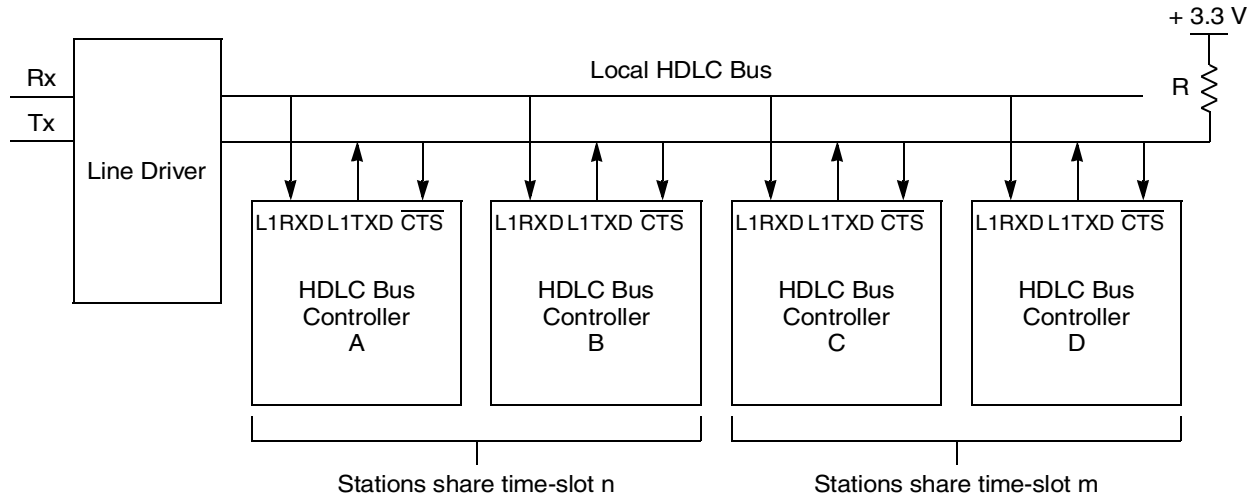 + 3.3 V
Rx
Local HDLC Bus
R
Tx
Line Driver
L1RXD L1TXD CTS
L1RXD L1TXD CTS
L1RXD L1TXD CTS
L1RXD L1TXD CTS
HDLC Bus
Controller
A
HDLC Bus
Controller
B
HDLC Bus
Controller
C
HDLC Bus
Controller
D
Stations share time-slot n
Stations share time-slot m